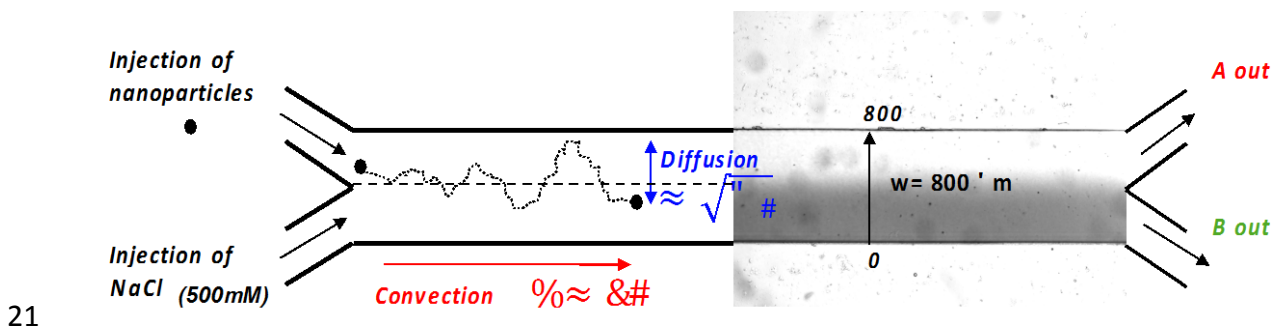 Injection of
nanoparticles
Injection of
NaCl (500mM)
Diffusion
≈ √" #
Convection %≈ &#
800
w= 800 ' m
0
A out
B out
21